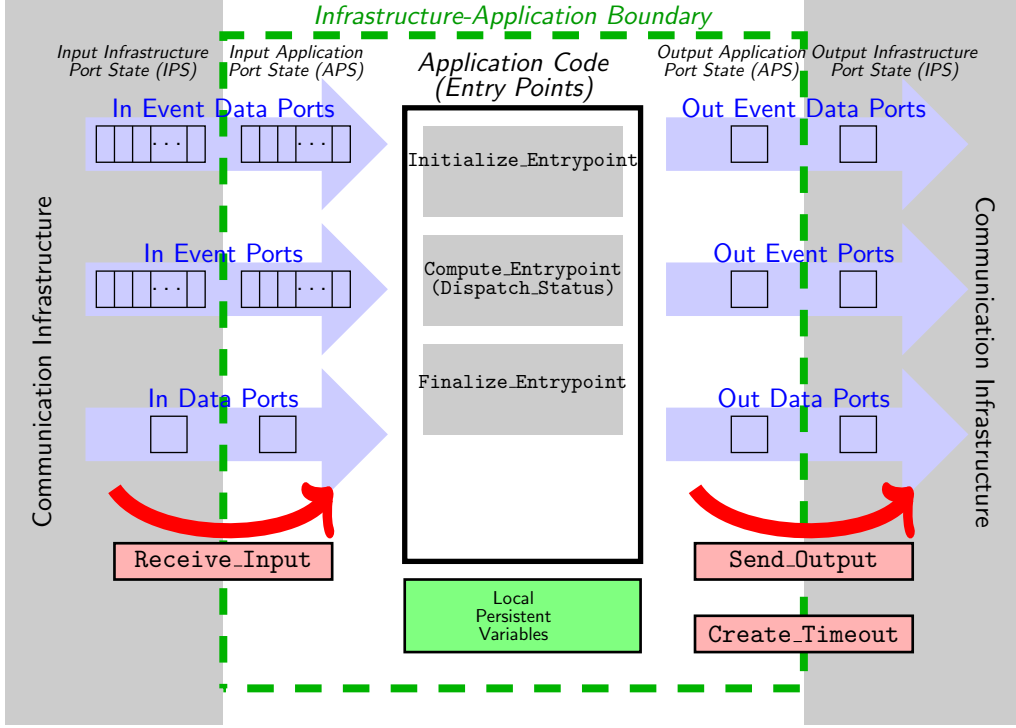 Infrastructure-Application Boundary
Input Infrastructure
Port State (IPS)
Input Application
Port State (APS)
Application Code
(Entry Points)
Output Application
Port State (APS)
Output Infrastructure
Port State (IPS)
In Event Data Ports
. . .
. . .
In Event Ports
. . .
. . .
In Data Ports
Communication Infrastructure
Initialize_Entrypoint
Compute_Entrypoint
(Dispatch_Status)
Finalize_Entrypoint
Out Event Data Ports
Out Event Ports
Out Data Ports
Communication Infrastructure
Receive_Input
Send_Output
Local
Persistent
Variables
Create_Timeout